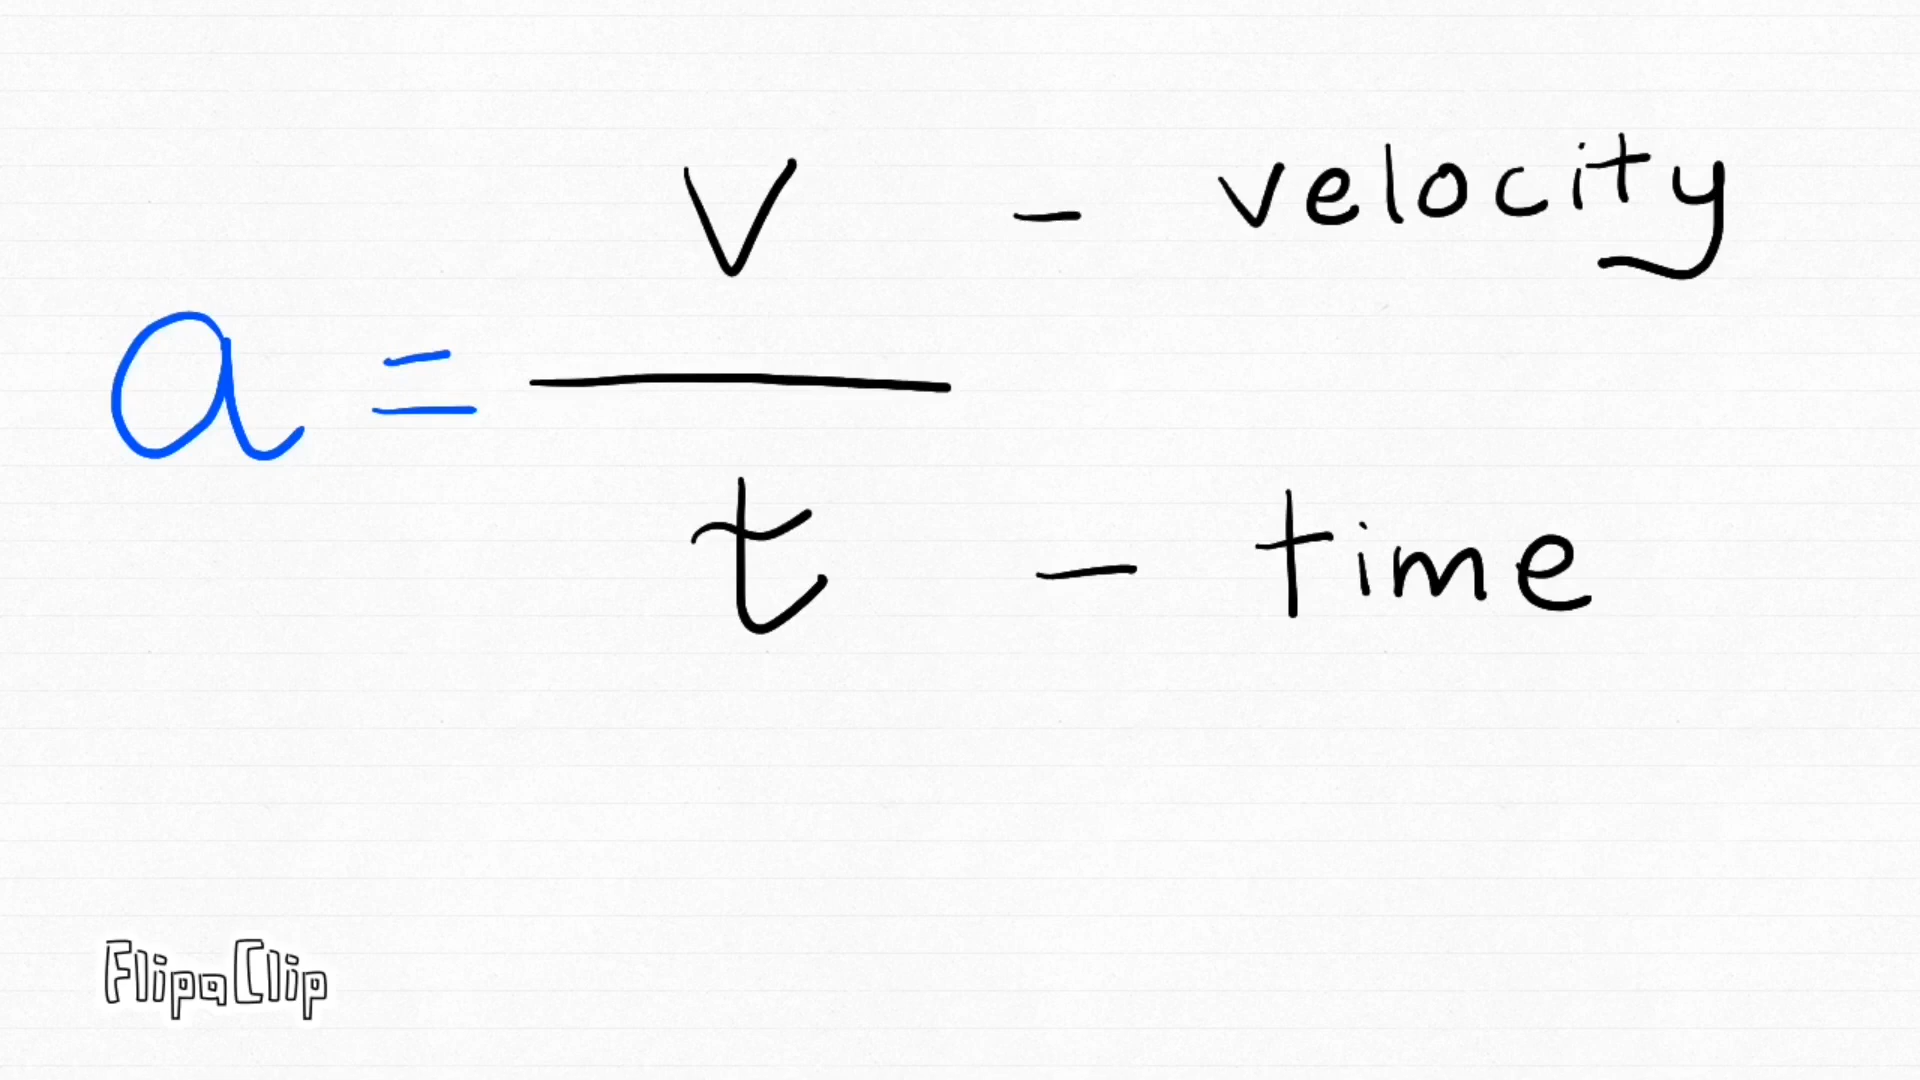 v - velocity
a =
t - time
FlipaClip